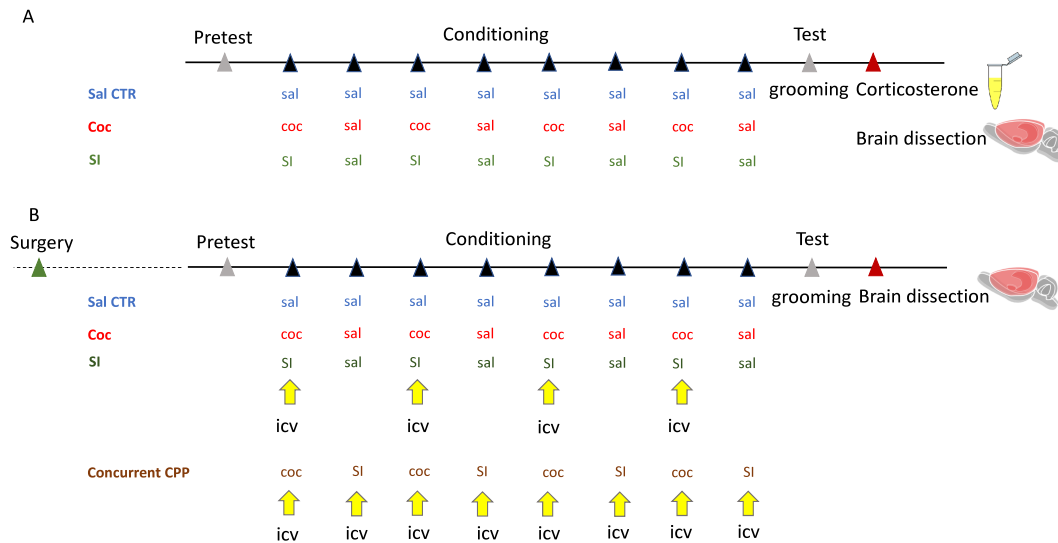 A
Pretest Conditioning Test
Sal CTR sal sal sal sal sal sal sal sal grooming Corticosterone
Coc coc sal coc sal coc sal coc sal Brain dissection
SI SI sal SI sal SI sal SI sal
B
Surgery Pretest Conditioning Test
Sal CTR sal sal sal sal sal sal sal sal grooming Brain dissection
Coc coc sal coc sal coc sal coc sal
SI SI sal SI sal SI sal SI sal
icv icv icv icv
Concurrent CPP coc SI coc SI coc SI coc SI
icv icv icv icv icv icv icv icv